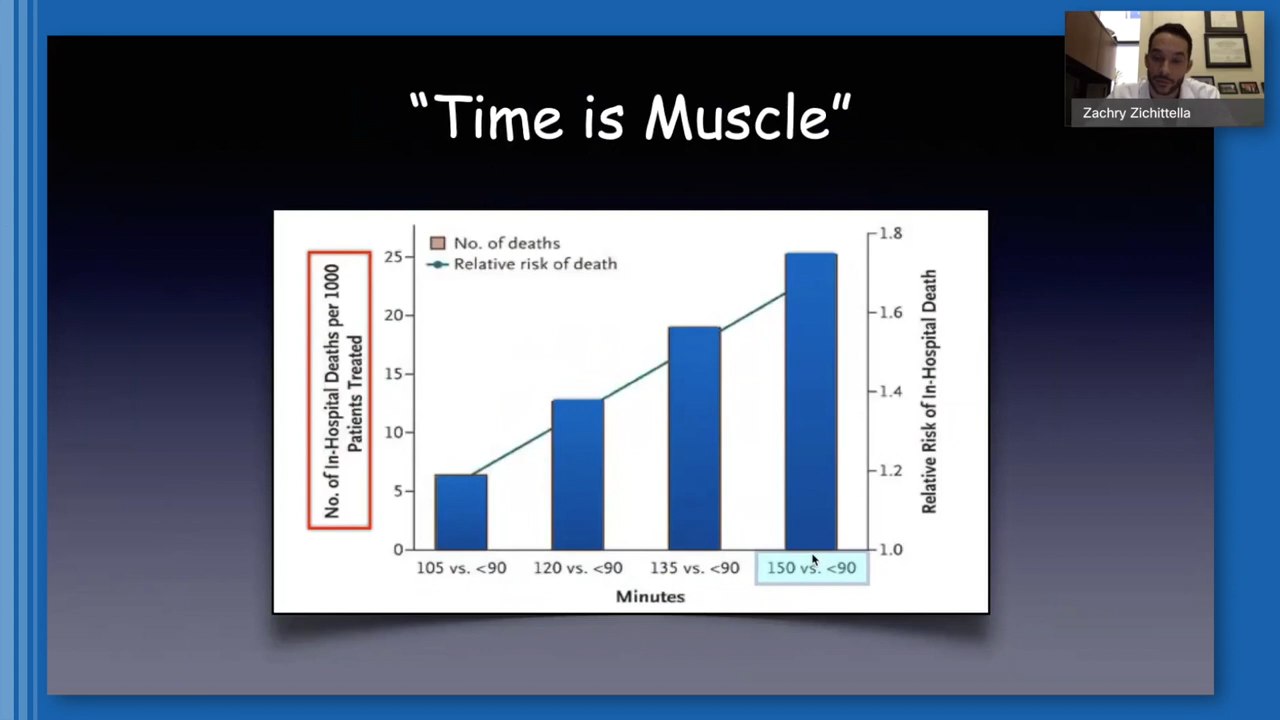 Zachry Zichittella
“Time is Muscle”
No. of deaths
Relative risk of death
No. of In-Hospital Deaths per 1000
Patients Treated
25
20
15
10
5
0
1.8
1.6
1.4
1.2
1.0
Relative Risk of In-Hospital Death
105 vs. <90
120 vs. <90
135 vs. <90
150 vs. <90
Minutes